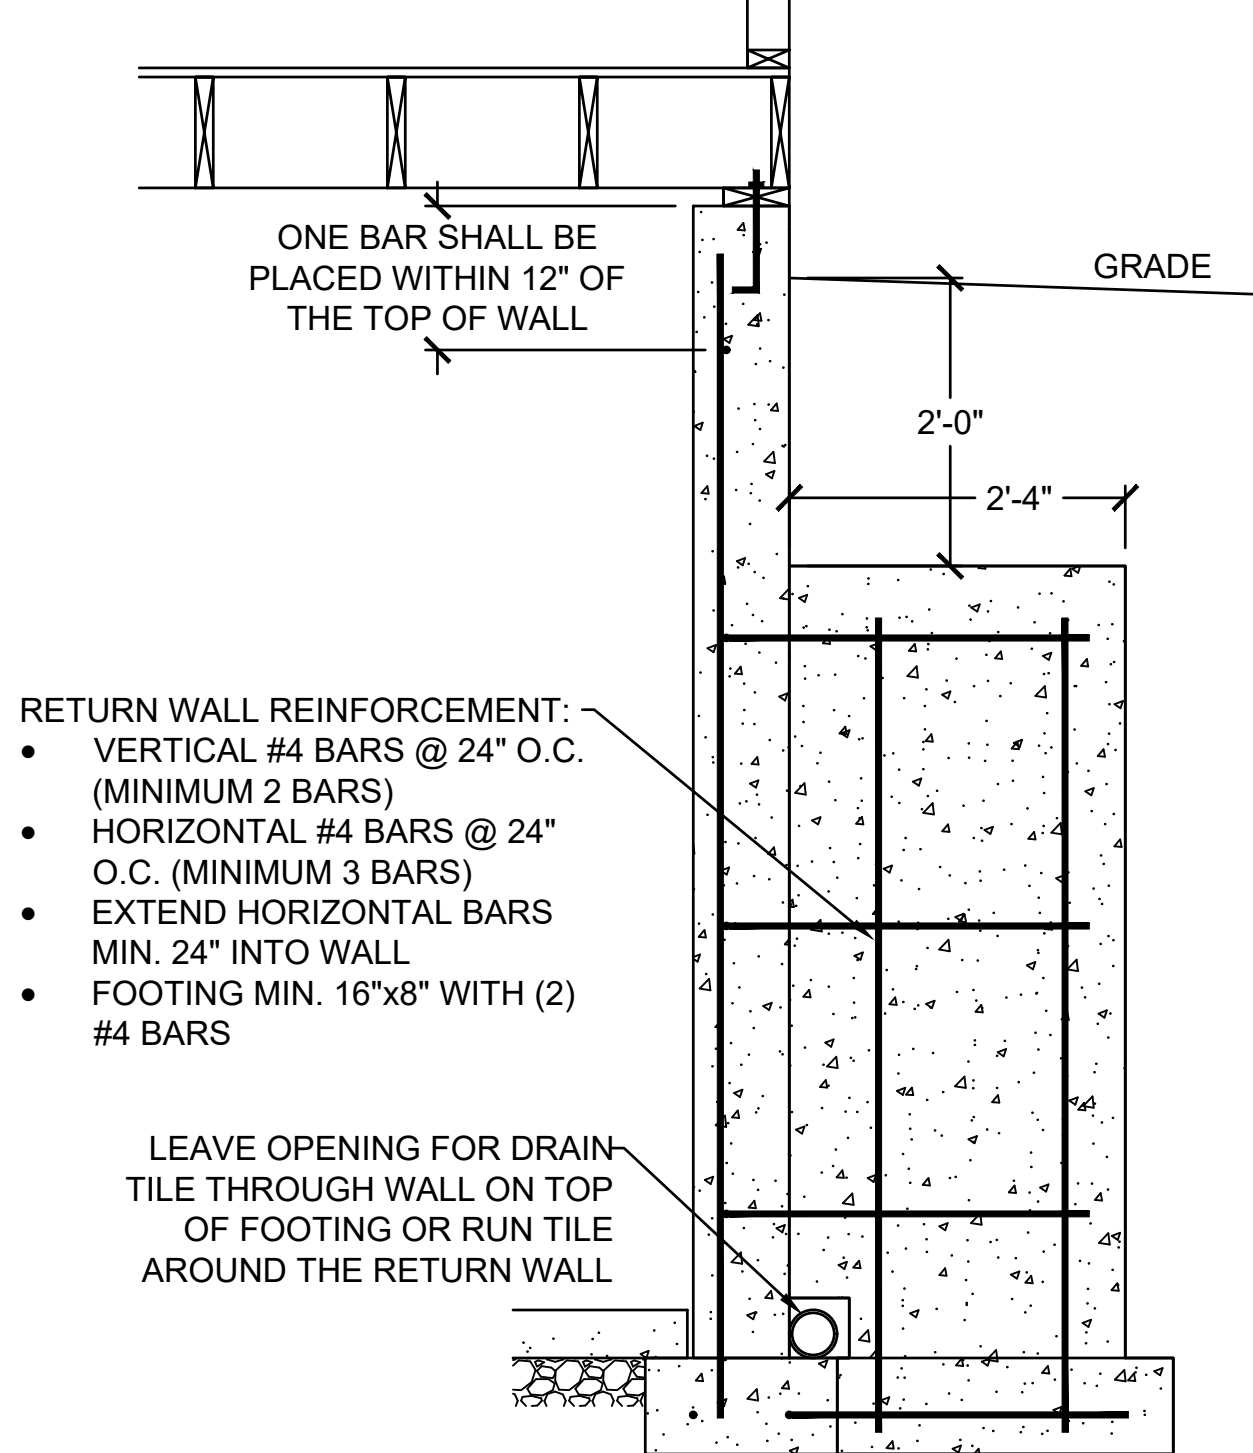 ONE BAR SHALL BE
PLACED WITHIN 12" OF
THE TOP OF WALL
GRADE
2'-0"
2'-4"
RETURN WALL REINFORCEMENT:
• VERTICAL #4 BARS @ 24" O.C.
(MINIMUM 2 BARS)
• HORIZONTAL #4 BARS @ 24"
O.C. (MINIMUM 3 BARS)
• EXTEND HORIZONTAL BARS
MIN. 24" INTO WALL
• FOOTING MIN. 16"x8" WITH (2)
#4 BARS
LEAVE OPENING FOR DRAIN
TILE THROUGH WALL ON TOP
OF FOOTING OR RUN TILE
AROUND THE RETURN WALL